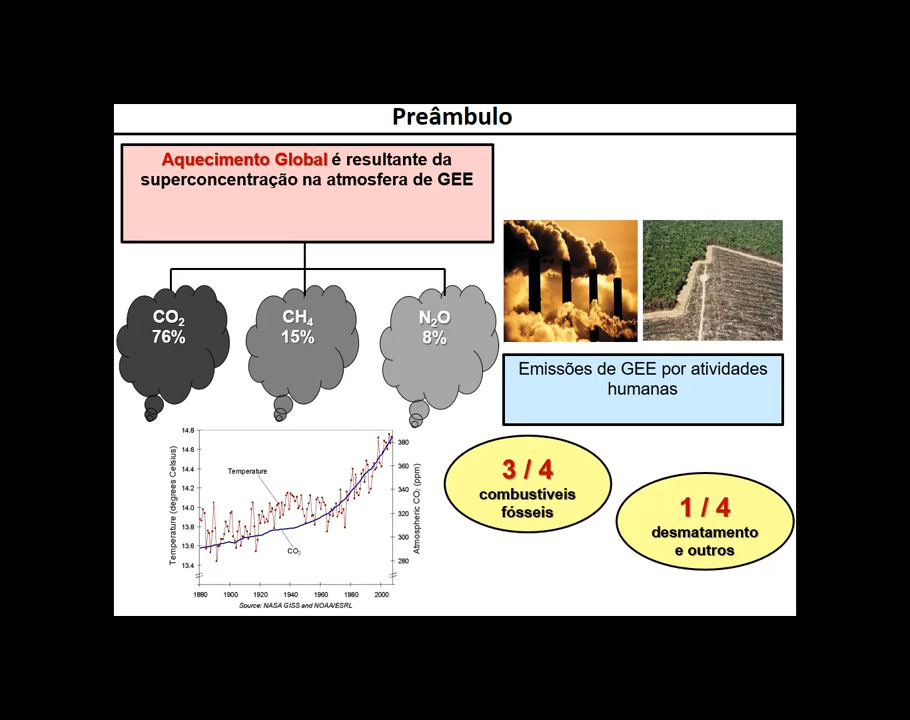 Preâmbulo
Aquecimento Global é resultante da
superconcentração na atmosfera de GEE
CO₂
76%
CH₄
15%
N₂O
8%
Emissões de GEE por atividades
humanas
3 / 4
combustíveis
fósseis
1 / 4
desmatamento
e outros
Temperature (degrees Celsius)
14.8
14.6
14.4
14.2
14.0
13.8
13.6
13.4
Temperature
CO₂
380
360
340
320
300
280
Atmospheric CO₂ (ppm)
1880 1900 1920 1940 1960 1980 2000
Source: NASA GISS and NOAA/ESRL